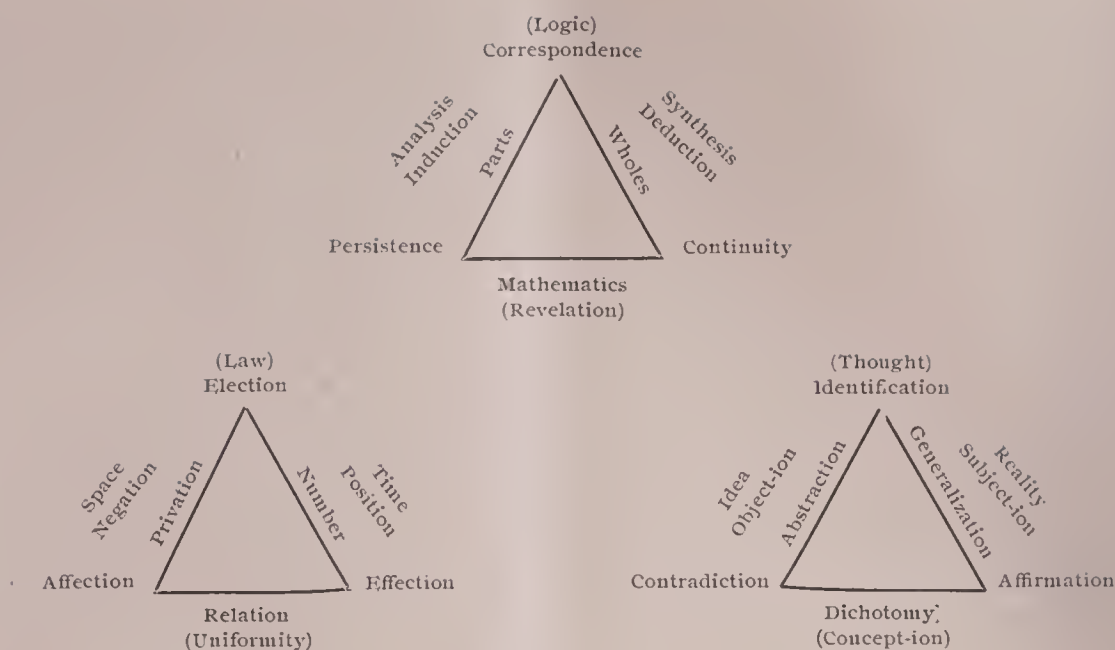 (Logic)
Correspondence
Analysis
Induction
Parts
Wholes
Synthesis
Deduction
Persistence
Continuity
Mathematics
(Revelation)
(Law)
Election
Space
Negation
Privation
Number
Time
Position
Affection
Effection
Relation
(Uniformity)
(Thought)
Identification
Idea
Object-ion
Abstraction
Generalization
Reality
Subject-ion
Contradiction
Affirmation
Dichotomy
(Concept-ion)